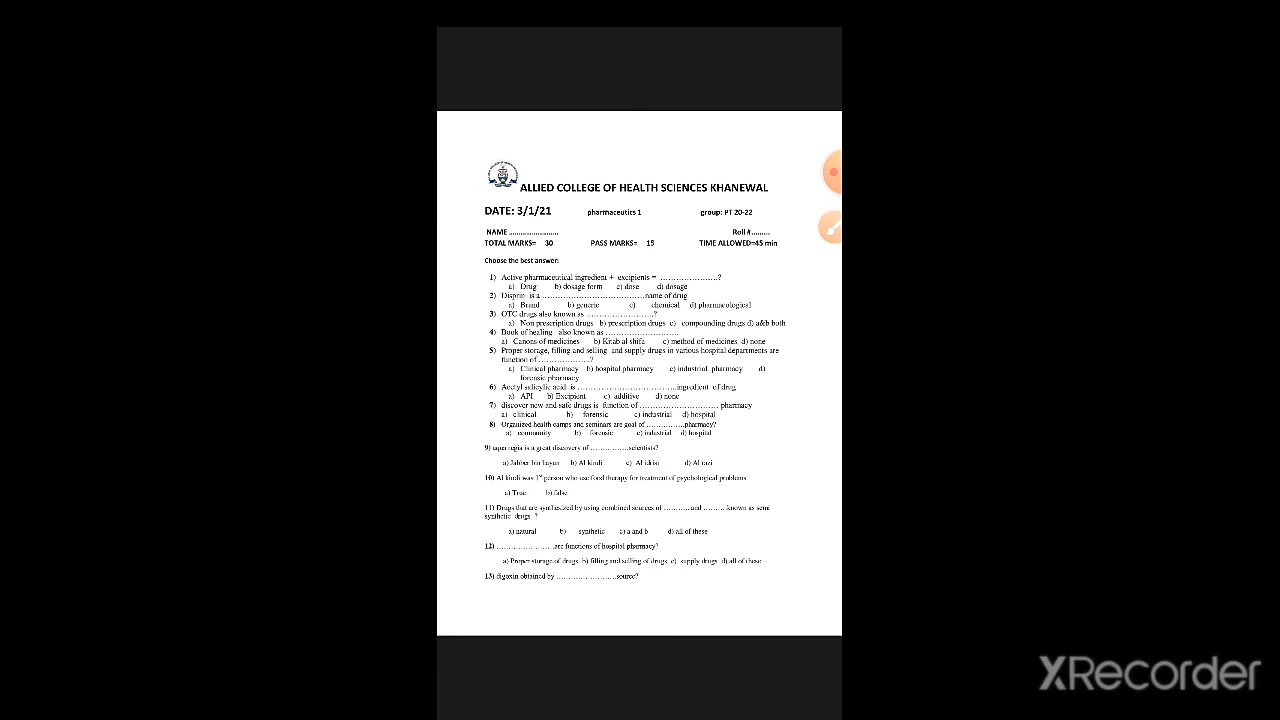 ALLIED COLLEGE OF HEALTH SCIENCES KHANEWAL
DATE: 3/1/21 pharmaceutics 1 group: PT 20-22
NAME ........................ Roll #.........
TOTAL MARKS= 30 PASS MARKS= 15 TIME ALLOWED=45 min
Choose the best answer:
1) Active pharmaceutical ingredient + excipients = ……………………?
a) Drug b) dosage form c) dose d) dosage
2) Disprin is a ……………………………………name of drug
a) Brand b) generic c) chemical d) pharmacological
3) OTC drugs also known as ……………………….?
a) Non prescription drugs b) prescription drugs c) compounding drugs d) a&b both
4) Book of healing also known as …………………………
a) Canons of medicines b) Kitab al shifa c) method of medicines d) none
5) Proper storage, filling and selling and supply drugs in various hospital departments are
function of ………………….?
a) Clinical pharmacy b) hospital pharmacy c) industrial pharmacy d)
forensic pharmacy
6) Acetyl salicylic acid is …………………………………..ingredient of drug
a) API b) Excipient c) additive d) none
7) discover new and safe drugs is function of ………………………… pharmacy
a) clinical b) forensic c) industrial d) hospital
8) Organized health camps and seminars are goal of …………….pharmacy?
a) community b) forensic c) industrial d) hospital
9) aqua regia is a great discovery of …………….scientists?
a) Jabber bin hayan b) Al kindi c) Al idrisi d) Al razi
10) Al kindi was 1st person who use food therapy for treatment of psychological problems
a) True b) false
11) Drugs that are synthesized by using combined sources of ………..and ………known as semi
synthetic drugs ?
a) natural b) synthetic c) a and b d) all of these
12) ……………………are functions of hospital pharmacy?
a) Proper storage of drugs b) filling and selling of drugs c) supply drugs d) all of these
13) digoxin obtained by …………………….source?
XRecorder